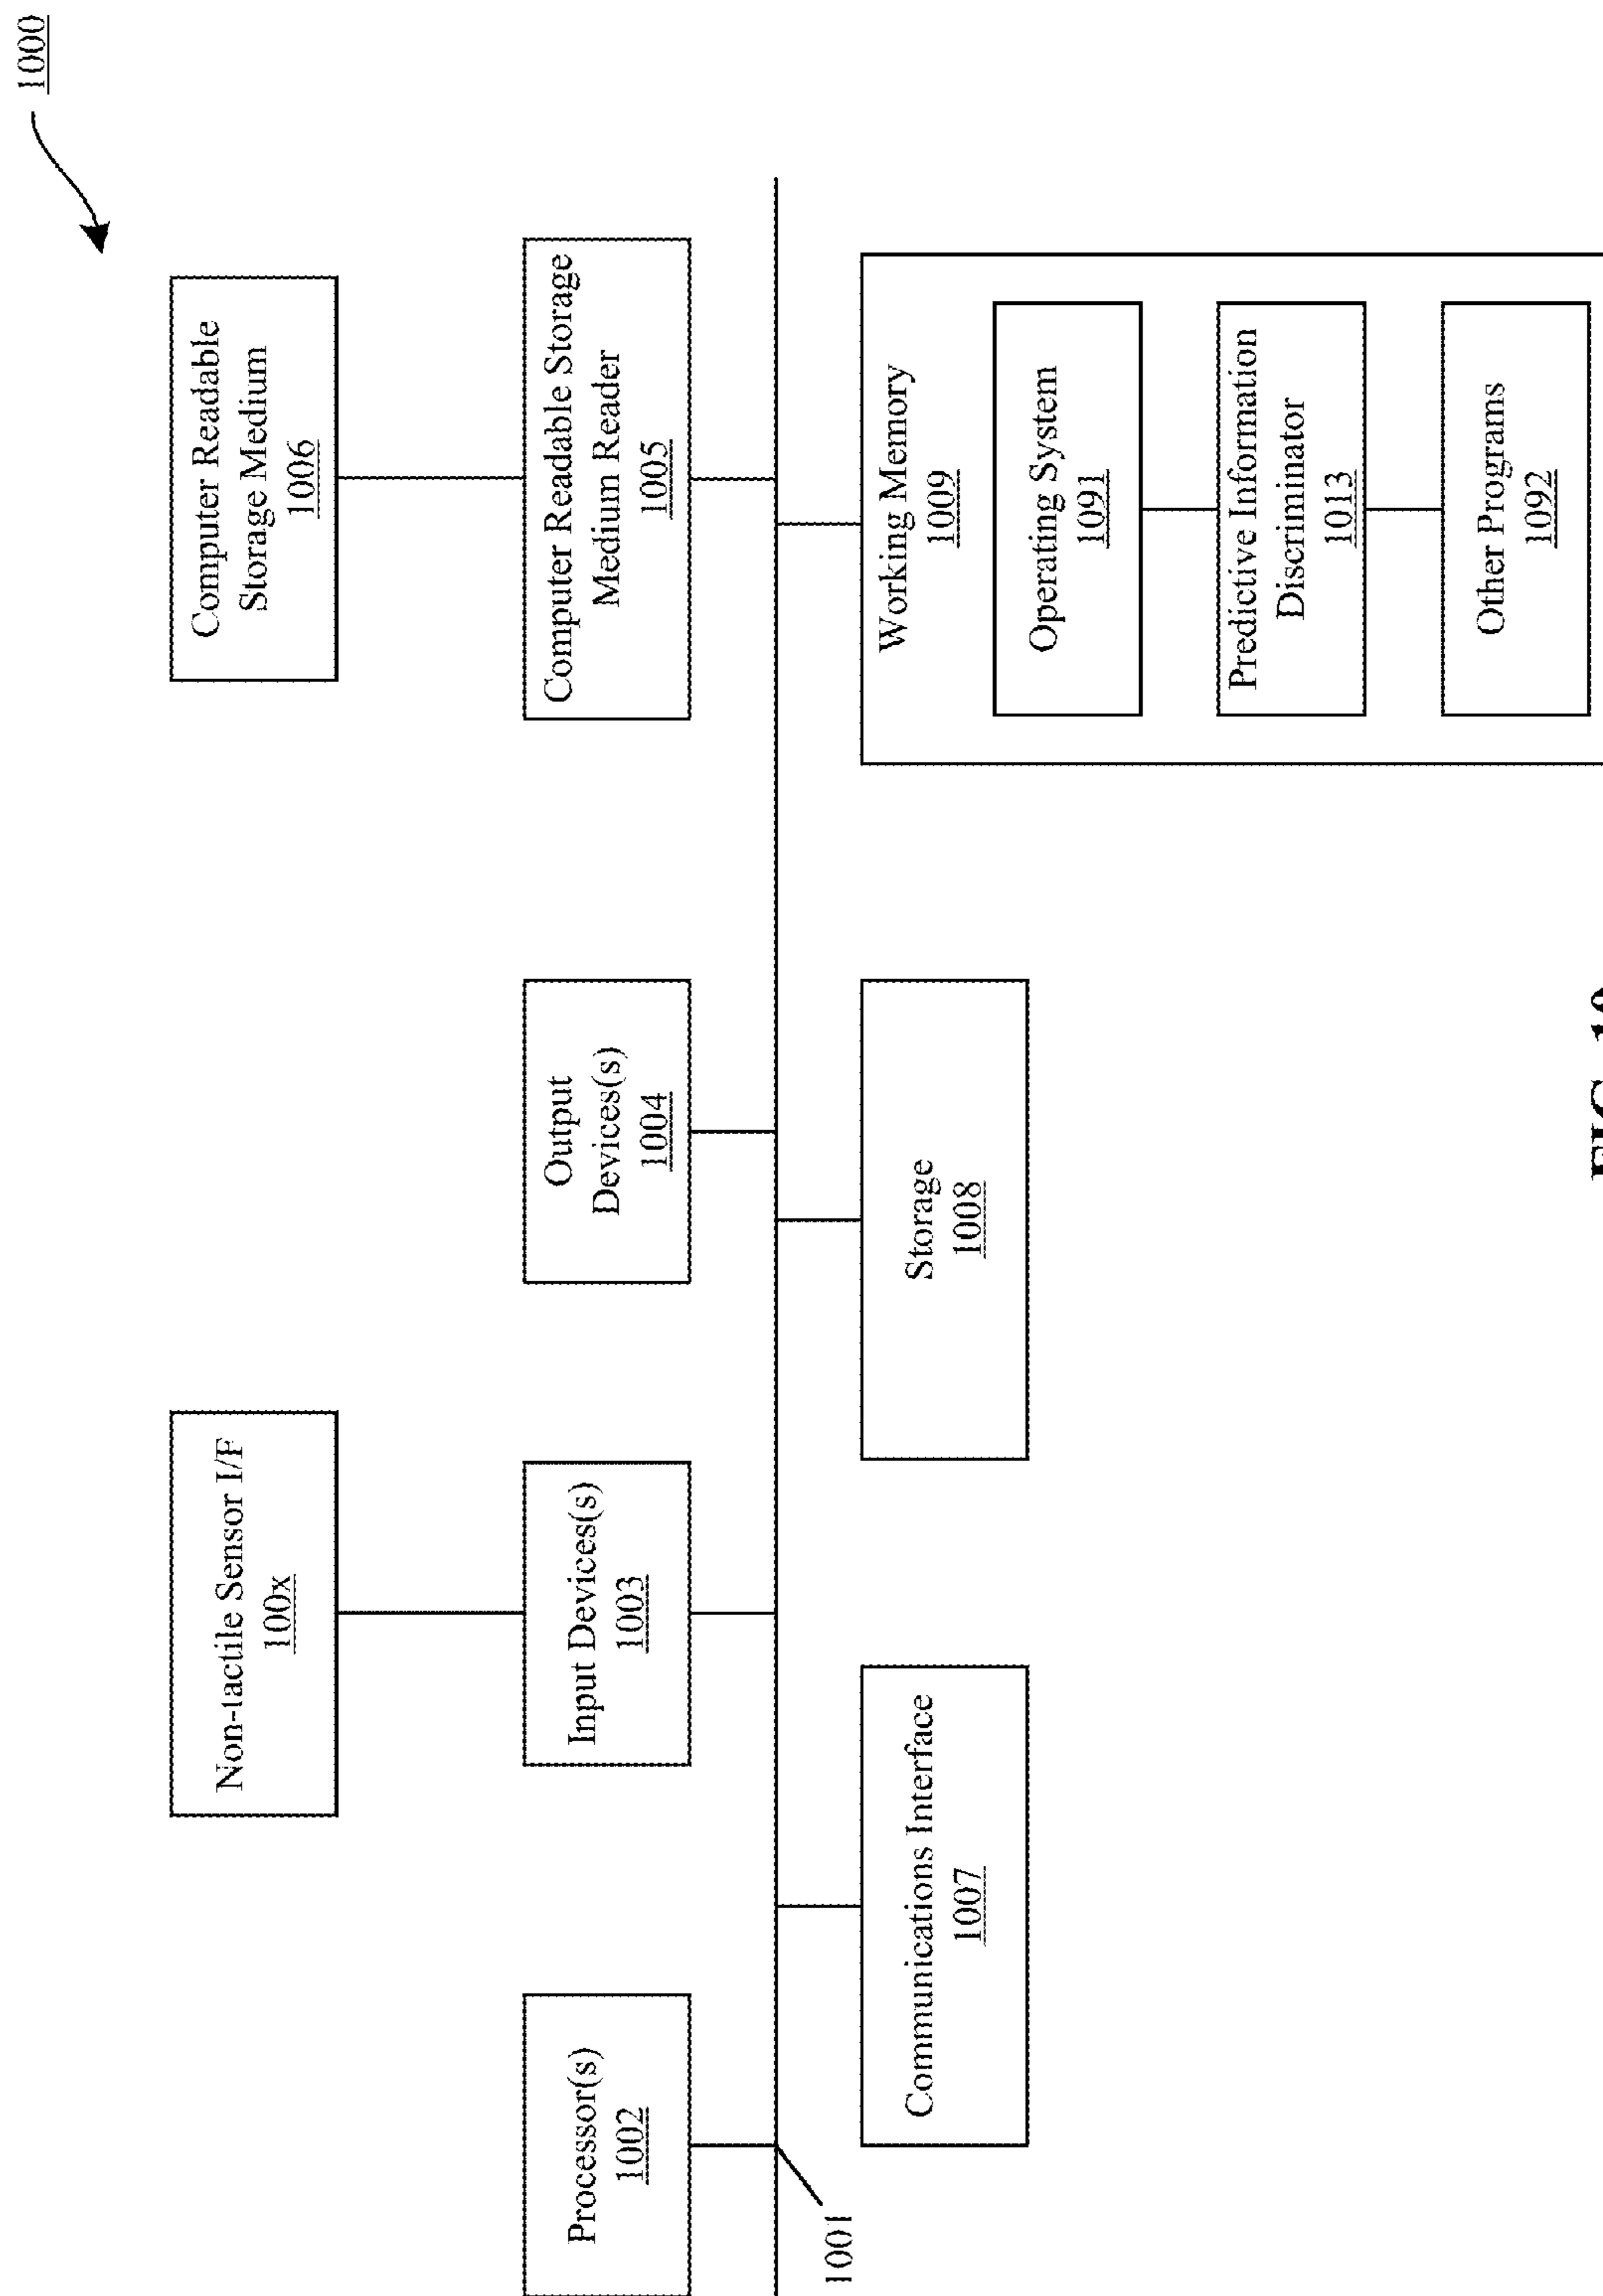 1000
Non-tactile Sensor I/F
100x
Computer Readable
Storage Medium
1006
Processor(s)
1002
Input Devices(s)
1003
Output
Devices(s)
1004
Computer Readable Storage
Medium Reader
1005
1001
Communications Interface
1007
Storage
1008
Working Memory
1009
Operating System
1091
Predictive Information
Discriminator
1013
Other Programs
1092
FIG. 10